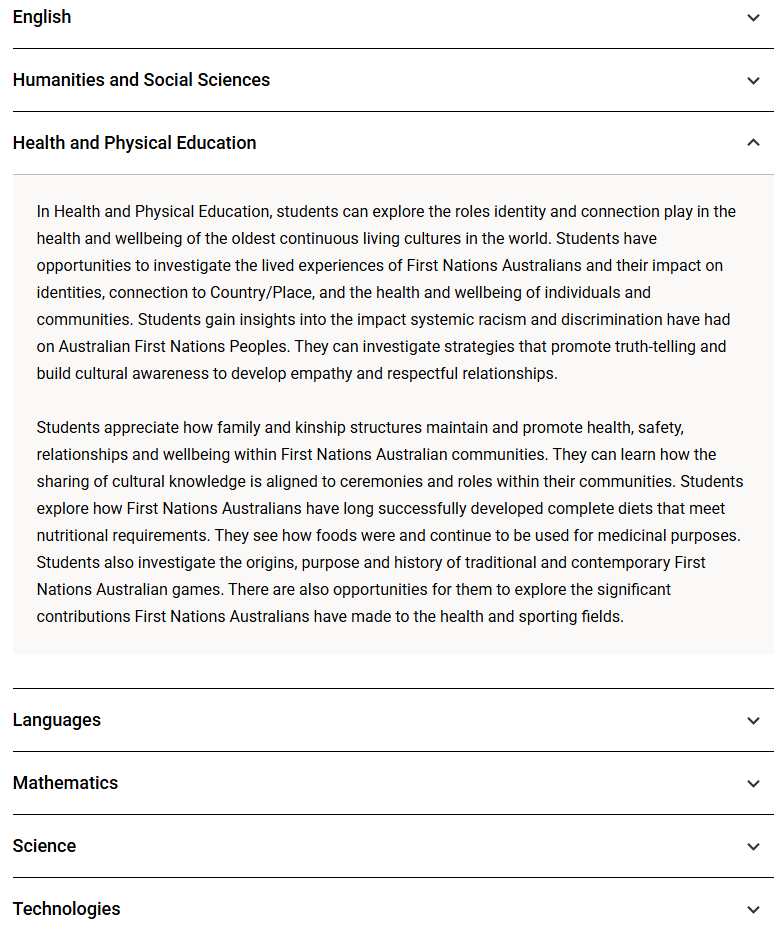 English
Humanities and Social Sciences
Health and Physical Education
In Health and Physical Education, students can explore the roles identity and connection play in the
health and wellbeing of the oldest continuous living cultures in the world. Students have
opportunities to investigate the lived experiences of First Nations Australians and their impact on
identities, connection to Country/Place, and the health and wellbeing of individuals and
communities. Students gain insights into the impact systemic racism and discrimination have had
on Australian First Nations Peoples. They can investigate strategies that promote truth-telling and
build cultural awareness to develop empathy and respectful relationships.
Students appreciate how family and kinship structures maintain and promote health, safety,
relationships and wellbeing within First Nations Australian communities. They can learn how the
sharing of cultural knowledge is aligned to ceremonies and roles within their communities. Students
explore how First Nations Australians have long successfully developed complete diets that meet
nutritional requirements. They see how foods were and continue to be used for medicinal purposes.
Students also investigate the origins, purpose and history of traditional and contemporary First
Nations Australian games. There are also opportunities for them to explore the significant
contributions First Nations Australians have made to the health and sporting fields.
Languages
Mathematics
Science
Technologies